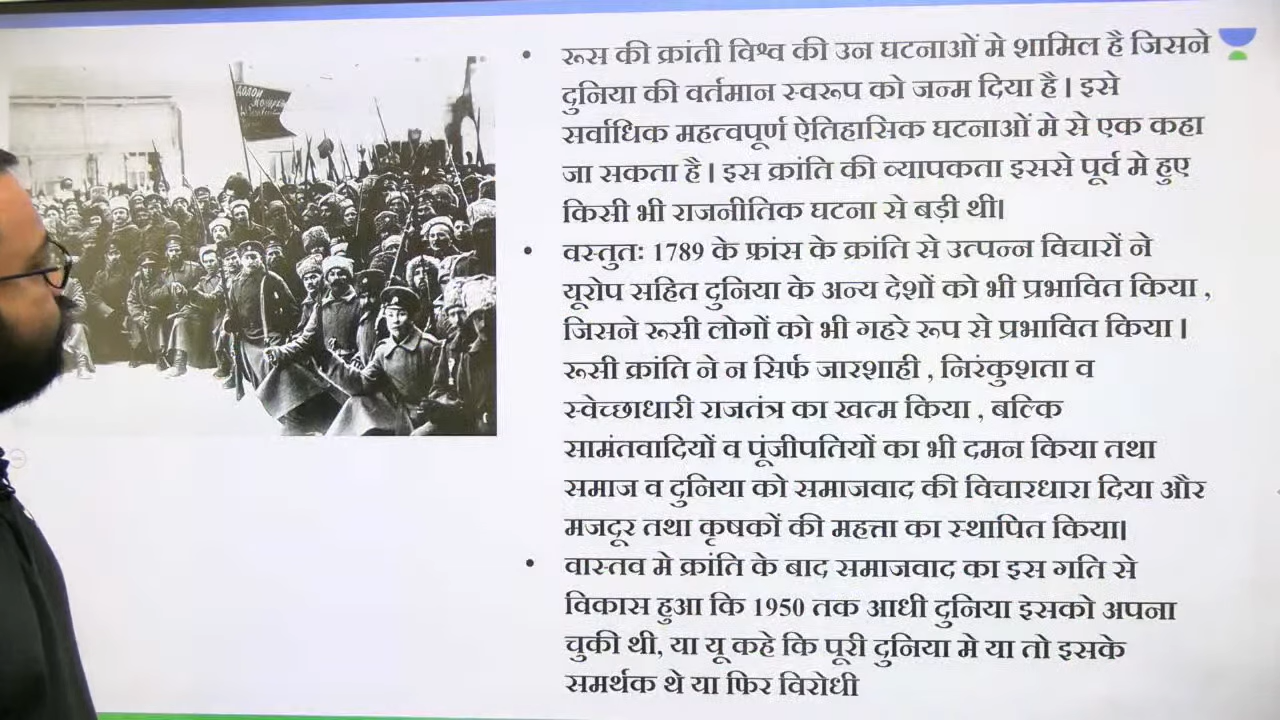 रूस की क्रांती विश्व की उन घटनाओं मे शामिल है जिसने
दुनिया की वर्तमान स्वरूप को जन्म दिया है। इसे
सर्वाधिक महत्वपूर्ण ऐतिहासिक घटनाओं मे से एक कहा
जा सकता है। इस क्रांति की व्यापकता इससे पूर्व मे हुए
किसी भी राजनीतिक घटना से बड़ी थी।
वस्तुतः 1789 के फ्रांस के क्रांति से उत्पन्न विचारों ने
यूरोप सहित दुनिया के अन्य देशों को भी प्रभावित किया ,
जिसने रूसी लोगों को भी गहरे रूप से प्रभावित किया ।
रूसी क्रांति ने न सिर्फ जारशाही , निरंकुशता व
स्वेच्छाधारी राजतंत्र का खत्म किया , बल्कि
सामंतवादियों व पूंजीपतियों का भी दमन किया तथा
समाज व दुनिया को समाजवाद की विचारधारा दिया और
मजदूर तथा कृषकों की महत्ता का स्थापित किया।
वास्तव मे क्रांति के बाद समाजवाद का इस गति से
विकास हुआ कि 1950 तक आधी दुनिया इसको अपना
चुकी थी, या यू कहे कि पूरी दुनिया मे या तो इसके
समर्थक थे या फिर विरोधी